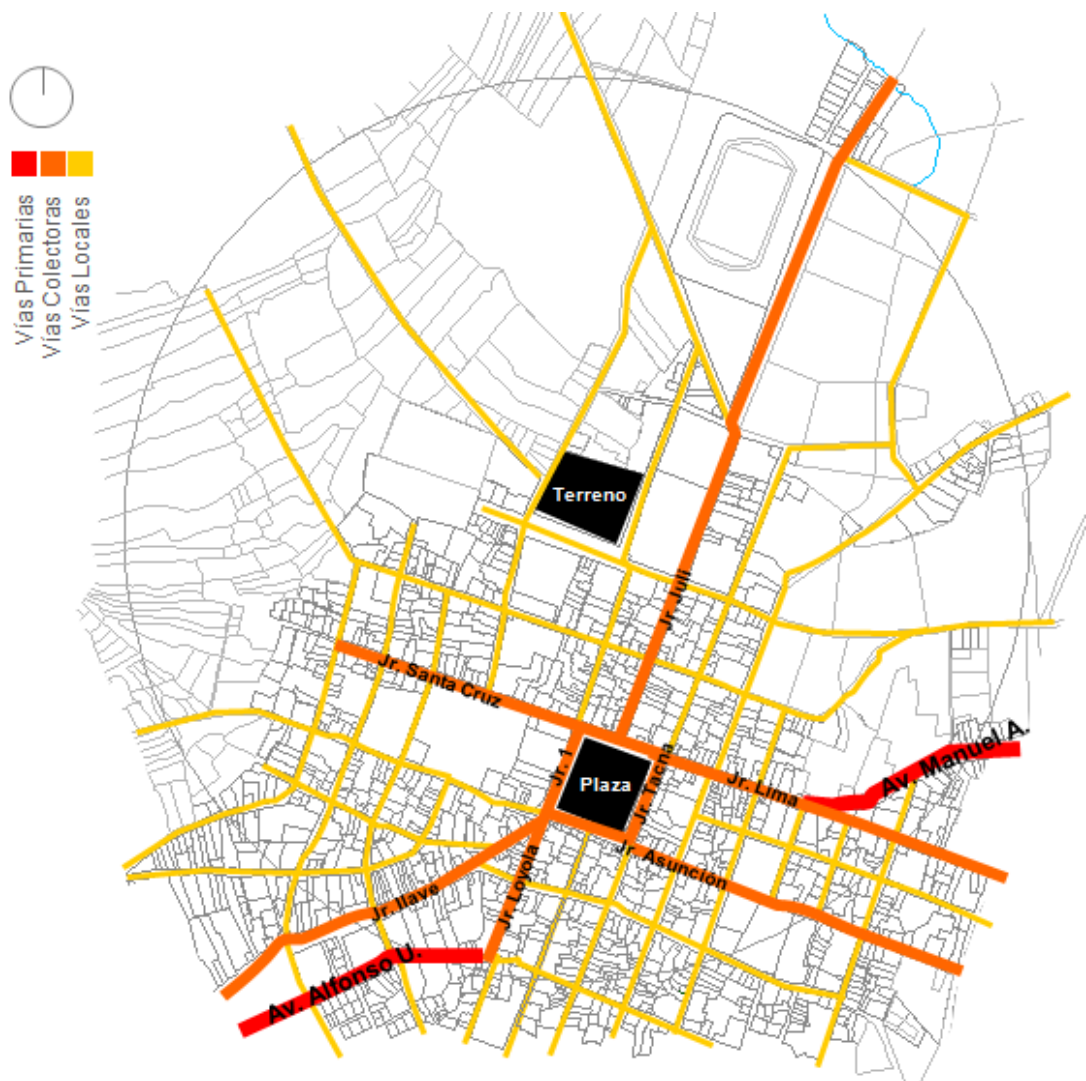 Vías Primarias
Vías Colectoras
Vías Locales
Terreno
Jr. Juli
Jr. Santa Cruz
Jr. 1
Plaza
Jr. Tacna
Jr. Lima
Av. Manuel A.
Jr. Asunción
Jr. Ilave
Jr. Loyola
Av. Alfonso U.